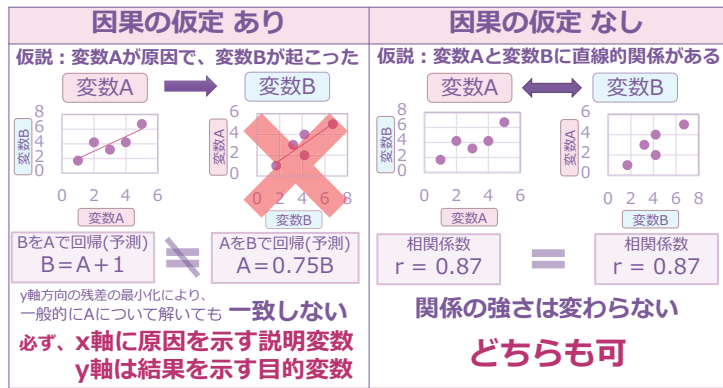 因果の仮定 あり
仮説：変数Aが原因で、変数Bが起こった
変数A
変数B
8
6
4
2
0
変数B
0 2 4 6
変数A
6
4
2
0
変数A
0 2 4 6 8
変数B
BをAで回帰(予測)
B＝A＋1
≠
AをBで回帰(予測)
A＝0.75B
y軸方向の残差の最小化により、
一般的にAについて解いても 一致しない
必ず、x軸に原因を示す説明変数
y軸は結果を示す目的変数
因果の仮定 なし
仮説：変数Aと変数Bに直線的関係がある
変数A
変数B
8
6
4
2
0
変数B
0 2 4 6
変数A
6
4
2
0
変数A
0 2 4 6 8
変数B
相関係数
r = 0.87
=
相関係数
r = 0.87
関係の強さは変わらない
どちらも可